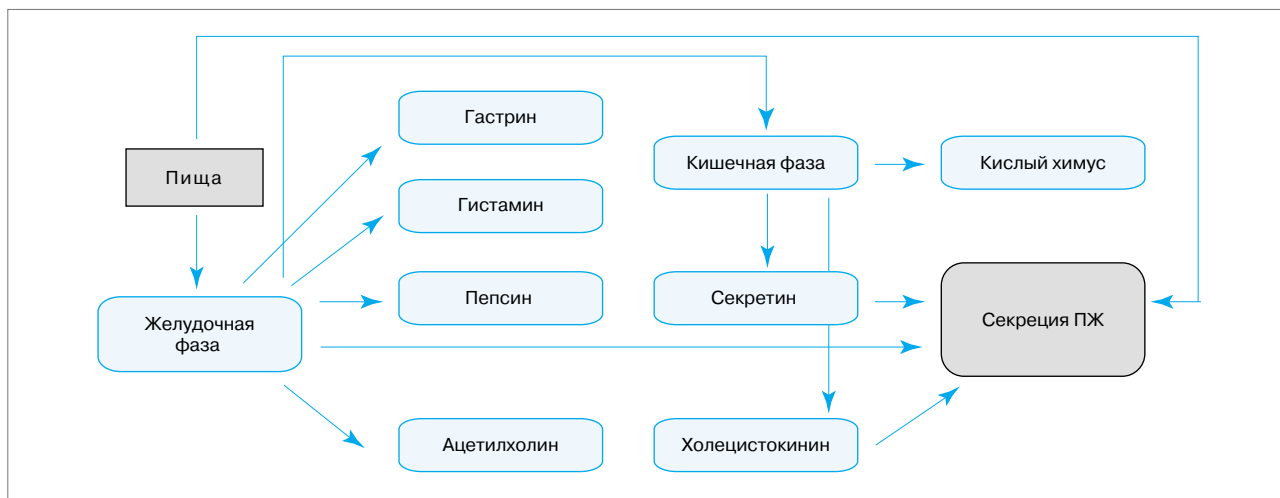 Гастрин
Кишечная фаза
Кислый химус
Пища
Гистамин
Пепсин
Секретин
Секреция ПЖ
Желудочная
фаза
Ацетилхолин
Холецистокинин